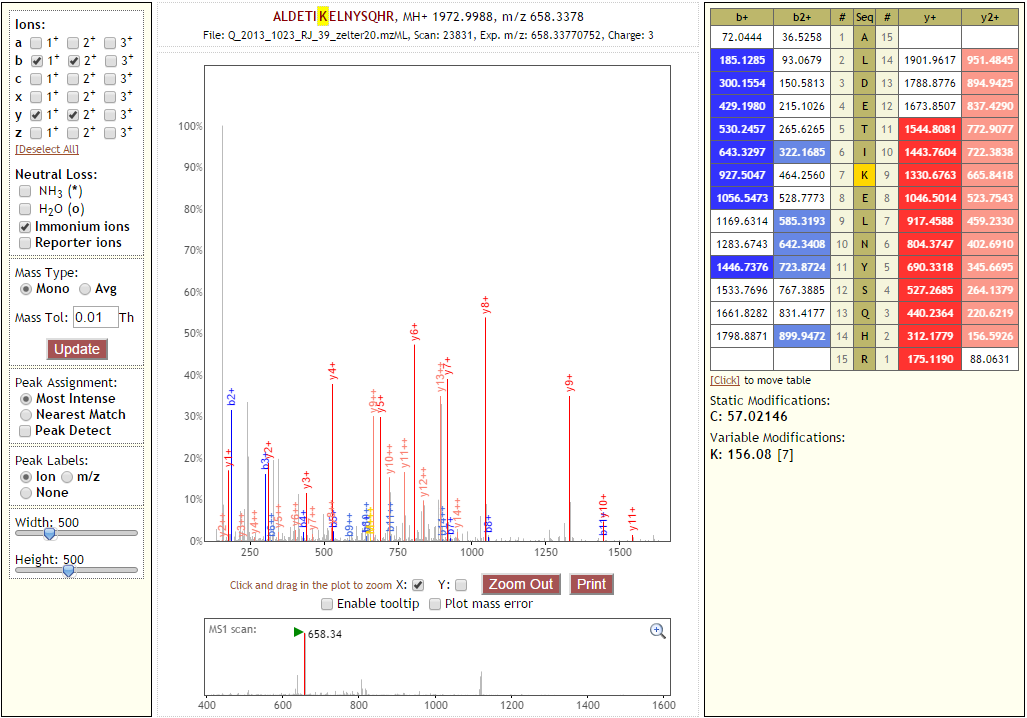 Ions:
a 1+ 2+ 3+
b 1+ 2+ 3+
c 1+ 2+ 3+
x 1+ 2+ 3+
y 1+ 2+ 3+
z 1+ 2+ 3+
[Deselect All]
Neutral Loss:
NH3 (*)
H2O (o)
Immonium ions
Reporter ions
Mass Type:
Mono Avg
Mass Tol: 0.01 Th
Update
Peak Assignment:
Most Intense
Nearest Match
Peak Detect
Peak Labels:
Ion m/z
None
Width: 500
Height: 500
ALDETIKELNYSQHR, MH+ 1972.9988, m/z 658.3378
File: Q_2013_1023_RJ_39_zelter20.mzML, Scan: 23831, Exp. m/z: 658.33770752, Charge: 3
100%
90%
80%
70%
60%
50%
40%
30%
20%
10%
0%
y8+
y6+
y13++
y7+
y4+
y9+
b2+
y9++
y5+
y1+
b3+
y2+
y10++
y11++
y3+
y12++
y10+
y11+
b11+
b8+
b7+
y14++
b14++
b11++
b9++
b4+
b5+
y7++
y6++
y5++
b6++
y4++
y3++
y2++
250 500 750 1000 1250 1500
Click and drag in the plot to zoom X: Y: Zoom Out Print
Enable tooltip Plot mass error
MS1 scan:
658.34
400 600 800 1000 1200 1400 1600
b+ b2+ # Seq # y+ y2+
72.0444 36.5258 1 A 15
185.1285 93.0679 2 L 14 1901.9617 951.4845
300.1554 150.5813 3 D 13 1788.8776 894.9425
429.1980 215.1026 4 E 12 1673.8507 837.4290
530.2457 265.6265 5 T 11 1544.8081 772.9077
643.3297 322.1685 6 I 10 1443.7604 722.3838
927.5047 464.2560 7 K 9 1330.6763 665.8418
1056.5473 528.7773 8 E 8 1046.5014 523.7543
1169.6314 585.3193 9 L 7 917.4588 459.2330
1283.6743 642.3408 10 N 6 804.3747 402.6910
1446.7376 723.8724 11 Y 5 690.3318 345.6695
1533.7696 767.3885 12 S 4 527.2685 264.1379
1661.8282 831.4177 13 Q 3 440.2364 220.6219
1798.8871 899.9472 14 H 2 312.1779 156.5926
15 R 1 175.1190 88.0631
[Click] to move table
Static Modifications:
C: 57.02146
Variable Modifications:
K: 156.08 [7]